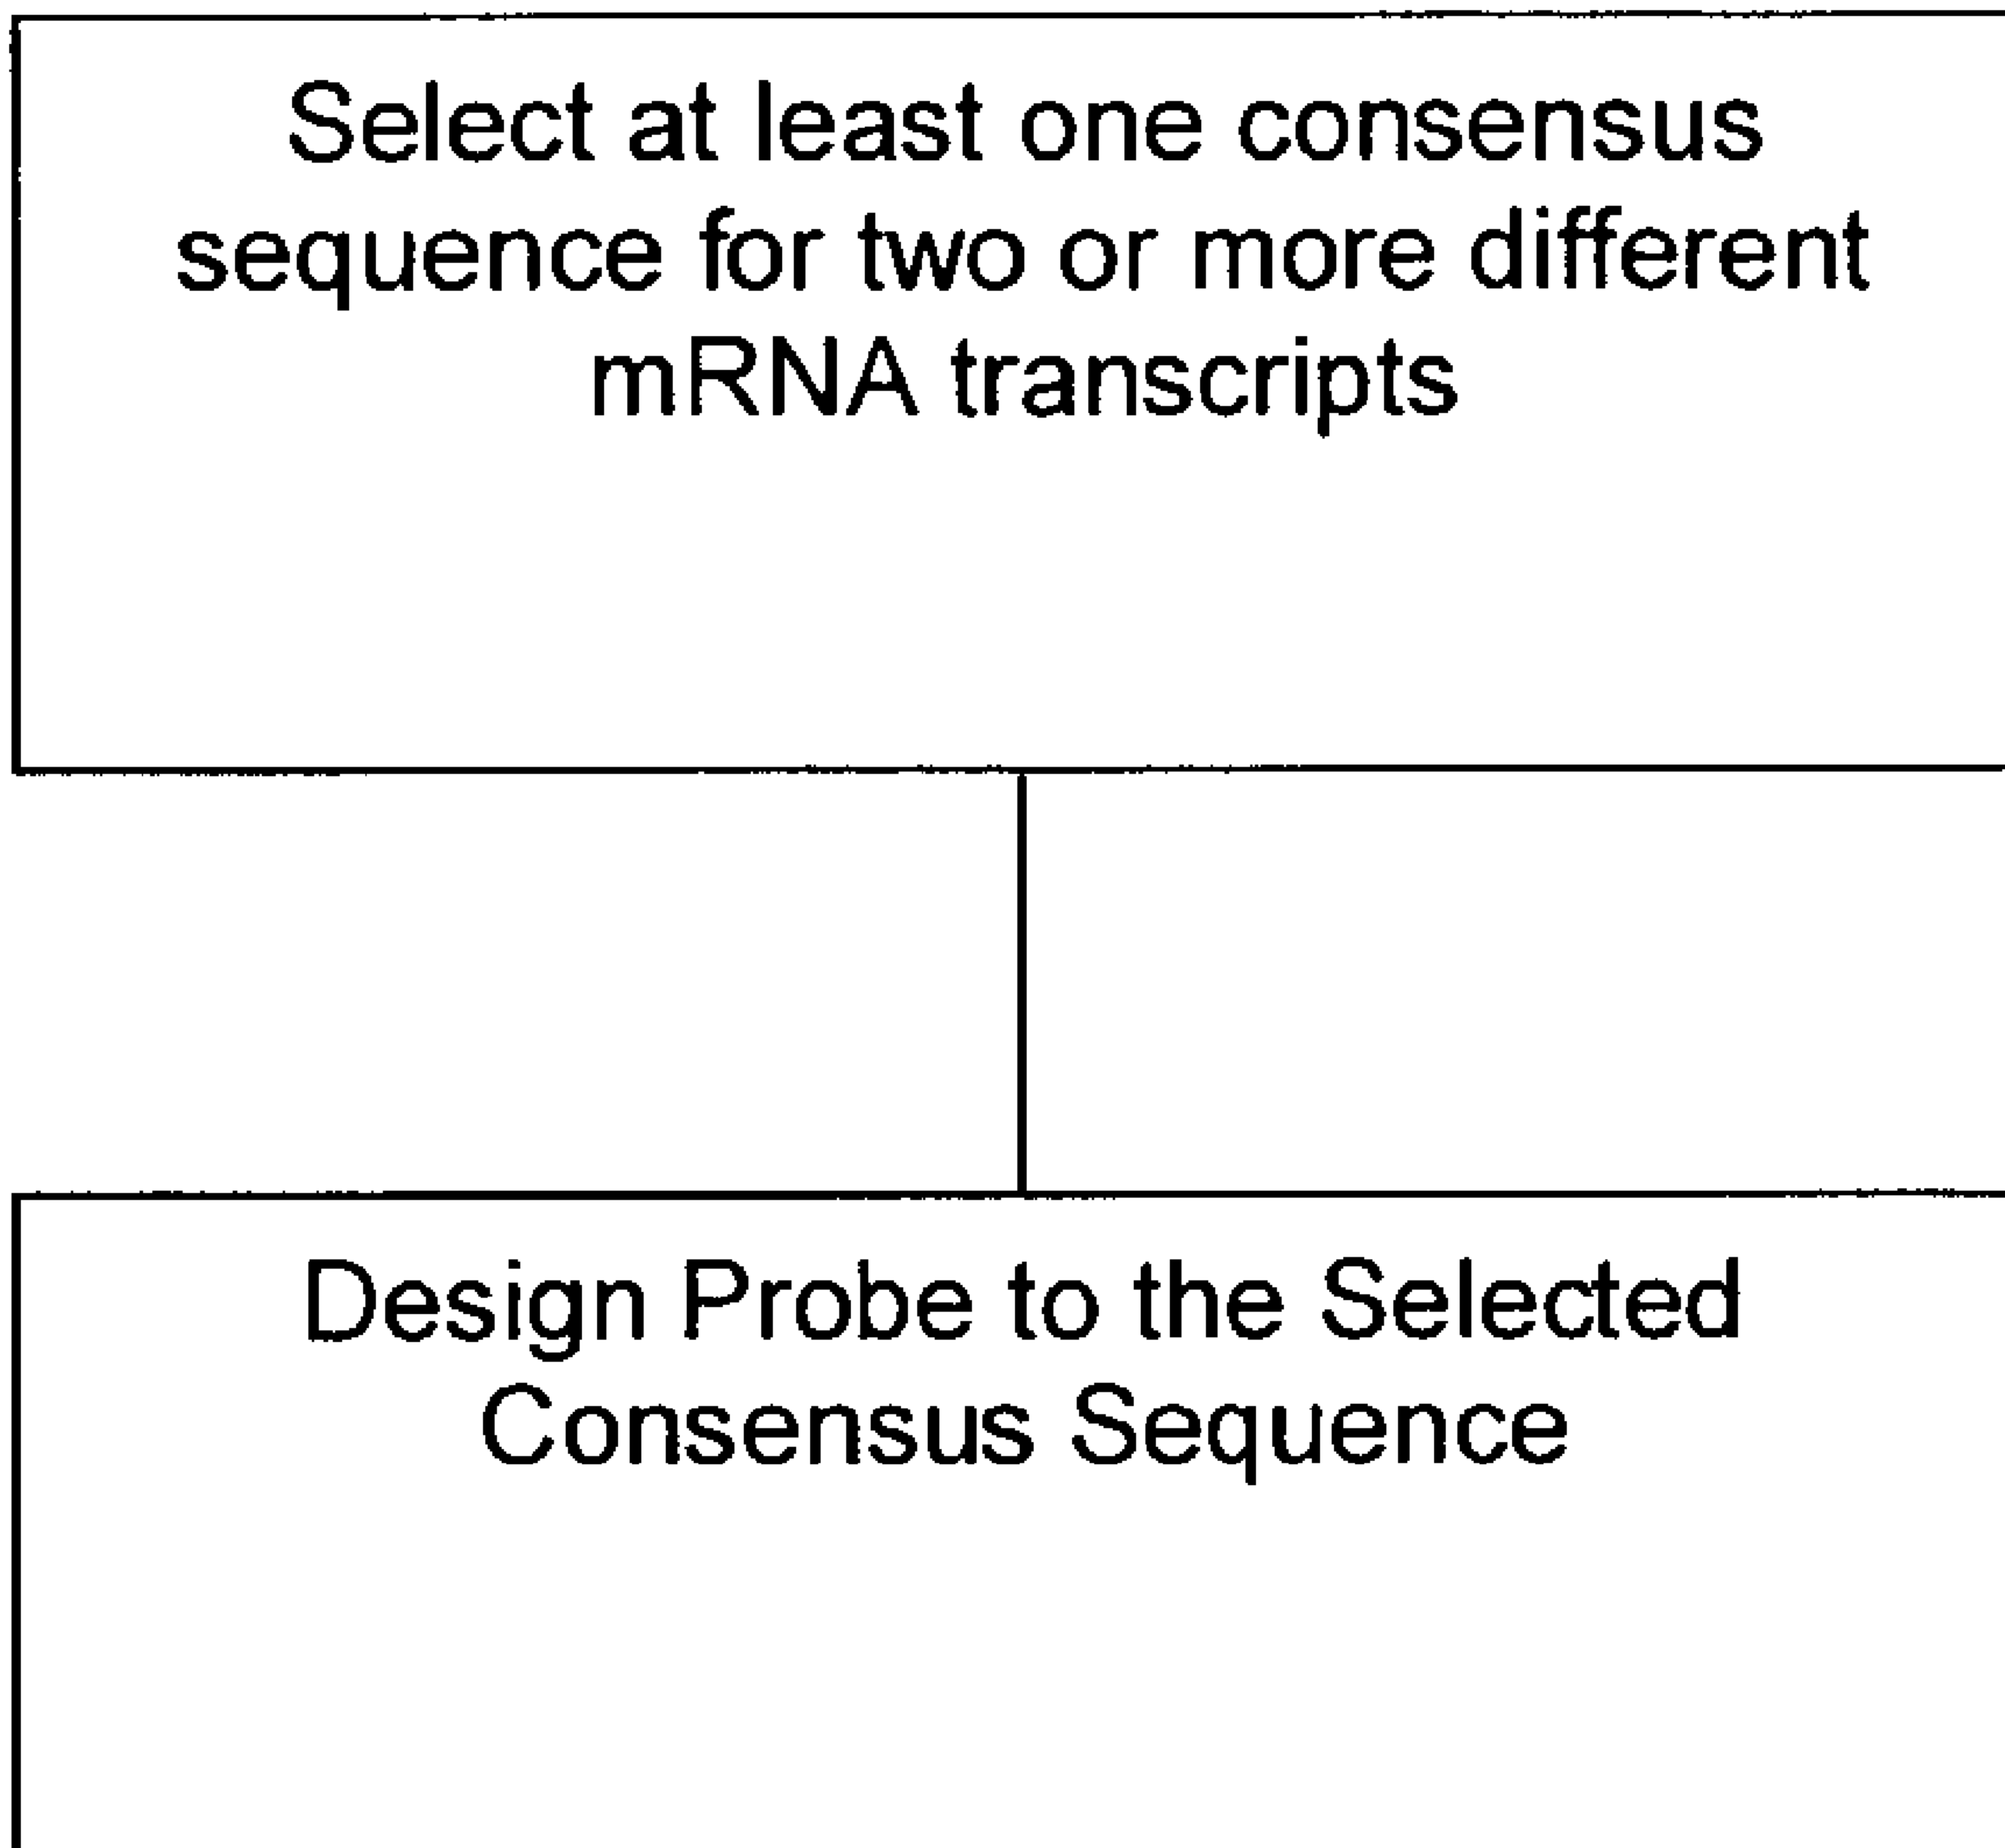 Select at least one consensus
sequence for two or more different
mRNA transcripts
Design Probe to the Selected
Consensus Sequence